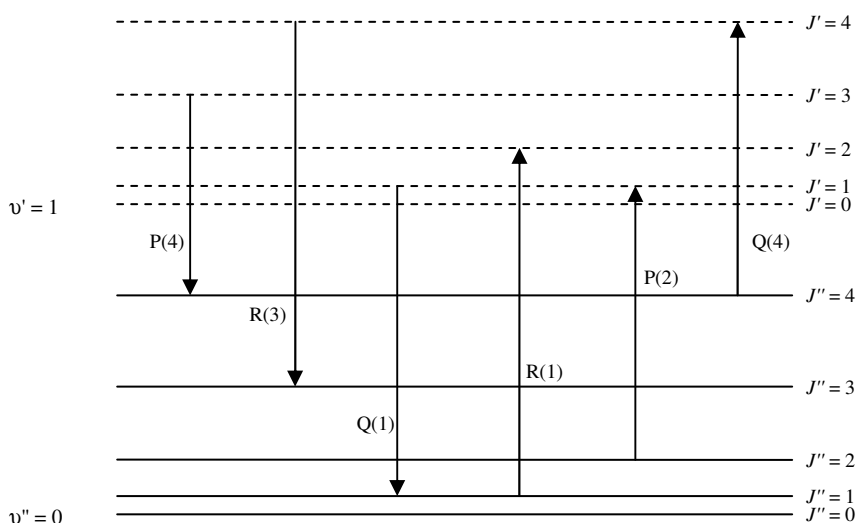 J' = 4
J' = 3
J' = 2
J' = 1
J' = 0
υ' = 1
P(4)
Q(4)
P(2)
J'' = 4
R(3)
R(1)
J'' = 3
Q(1)
J'' = 2
J'' = 1
J'' = 0
υ'' = 0